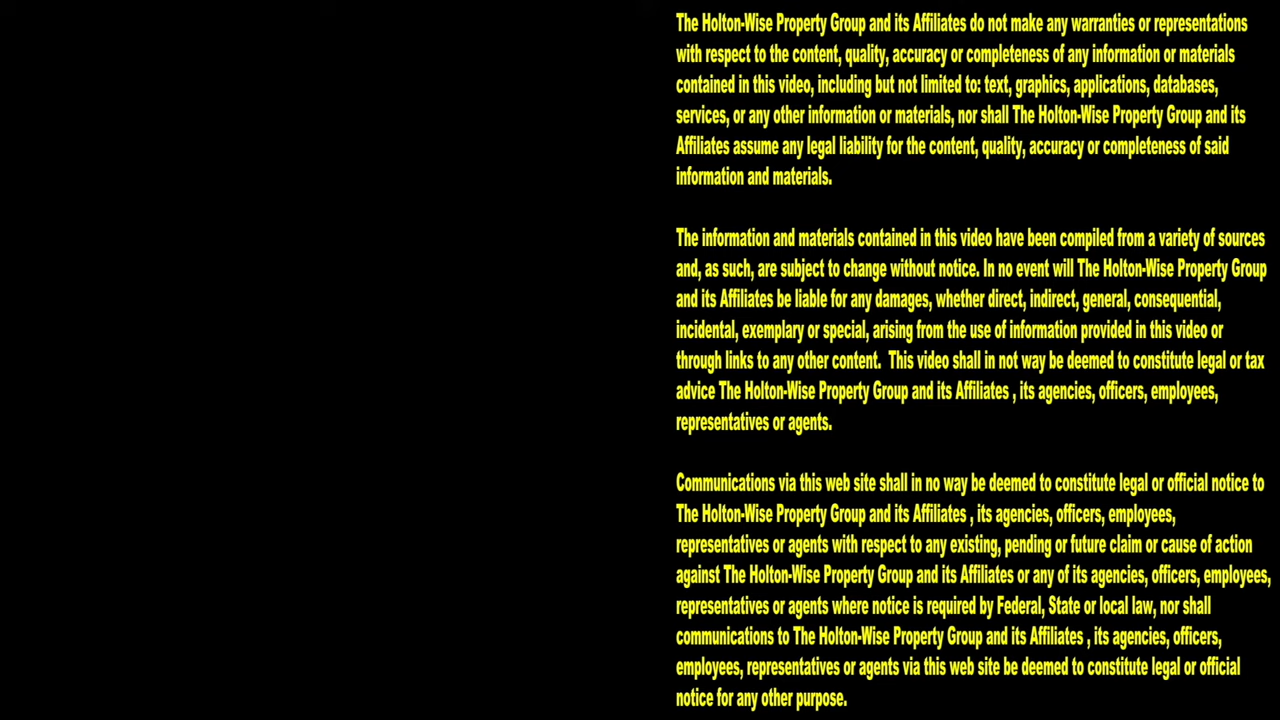 The Holton-Wise Property Group and its Affiliates do not make any warranties or representations
with respect to the content, quality, accuracy or completeness of any information or materials
contained in this video, including but not limited to: text, graphics, applications, databases,
services, or any other information or materials, nor shall The Holton-Wise Property Group and its
Affiliates assume any legal liability for the content, quality, accuracy or completeness of said
information and materials.
The information and materials contained in this video have been compiled from a variety of sources
and, as such, are subject to change without notice. In no event will The Holton-Wise Property Group
and its Affiliates be liable for any damages, whether direct, indirect, general, consequential,
incidental, exemplary or special, arising from the use of information provided in this video or
through links to any other content.  This video shall in not way be deemed to constitute legal or tax
advice The Holton-Wise Property Group and its Affiliates , its agencies, officers, employees,
representatives or agents.
Communications via this web site shall in no way be deemed to constitute legal or official notice to
The Holton-Wise Property Group and its Affiliates , its agencies, officers, employees,
representatives or agents with respect to any existing, pending or future claim or cause of action
against The Holton-Wise Property Group and its Affiliates or any of its agencies, officers, employees,
representatives or agents where notice is required by Federal, State or local law, nor shall
communications to The Holton-Wise Property Group and its Affiliates , its agencies, officers,
employees, representatives or agents via this web site be deemed to constitute legal or official
notice for any other purpose.